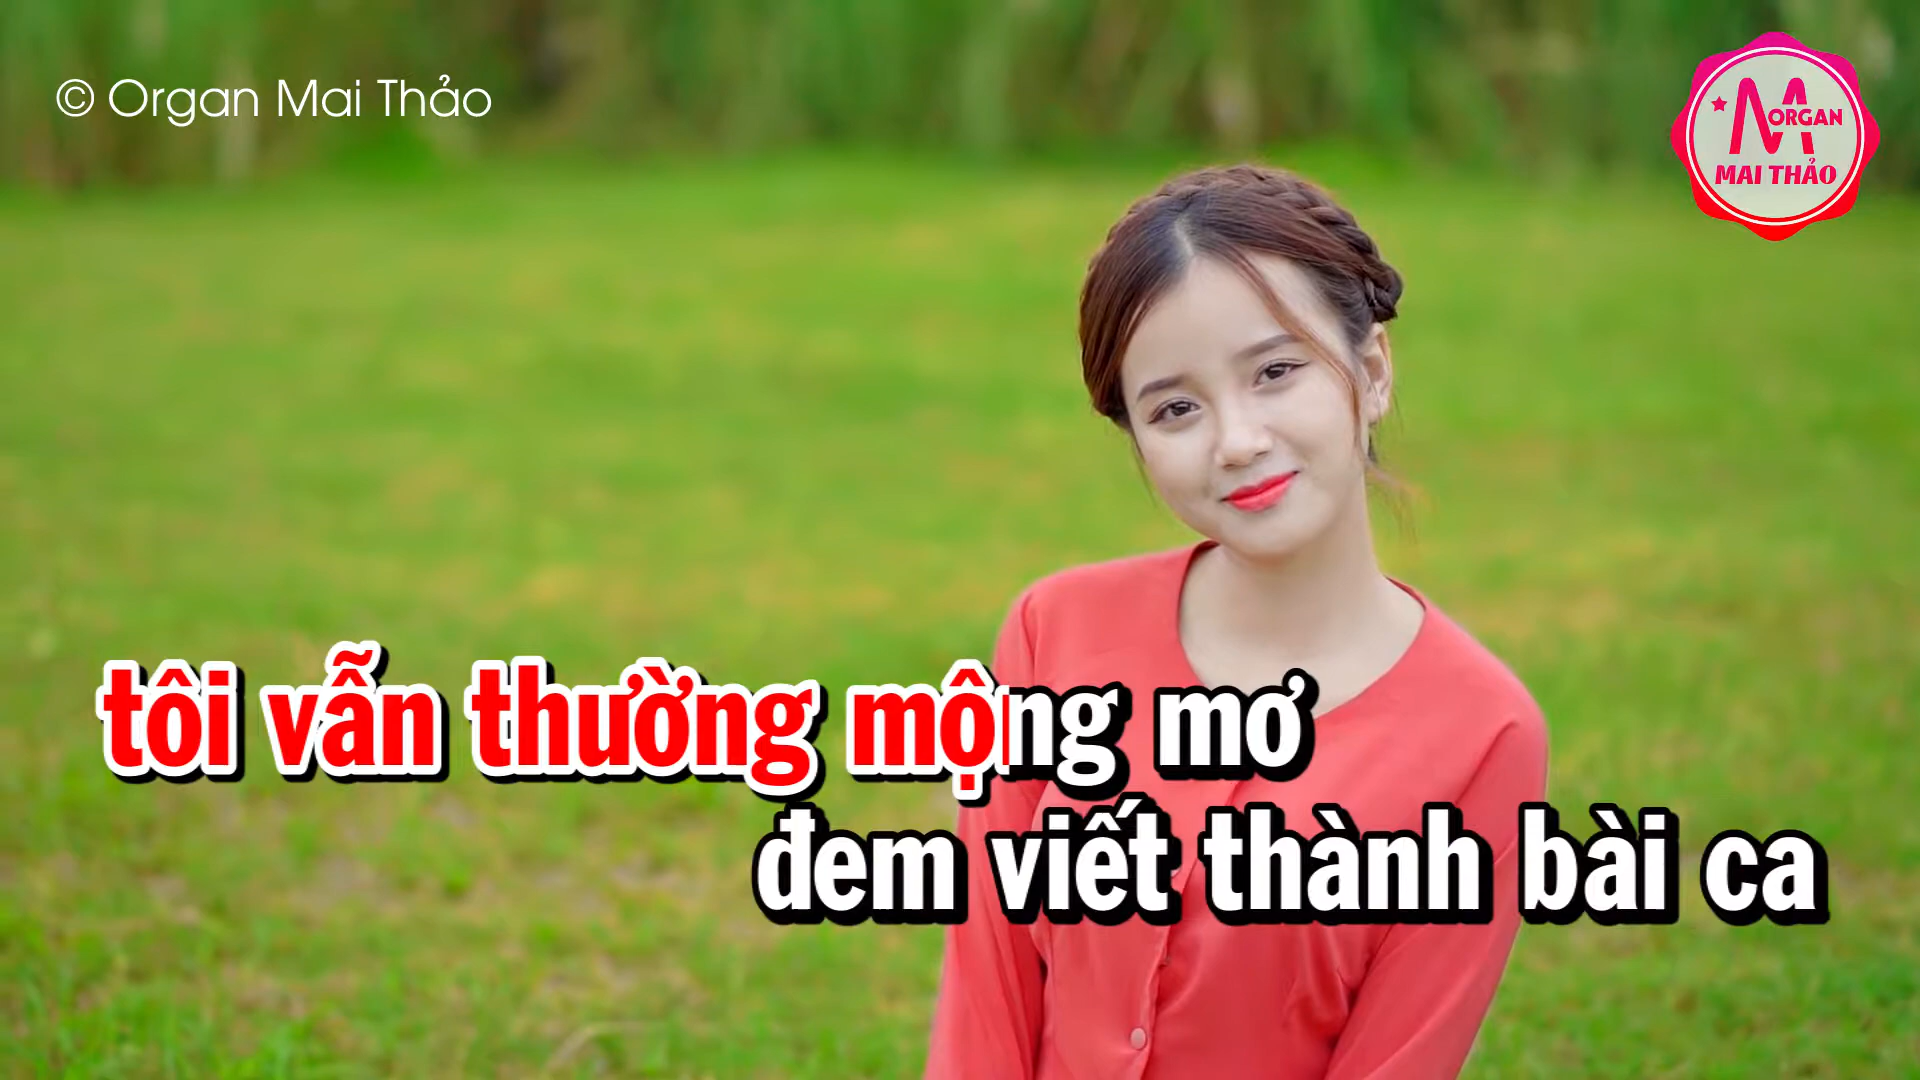 © Organ Mai Thảo
ORGAN
MAI THẢO
tôi vẫn thường mộng mơ
đem viết thành bài ca